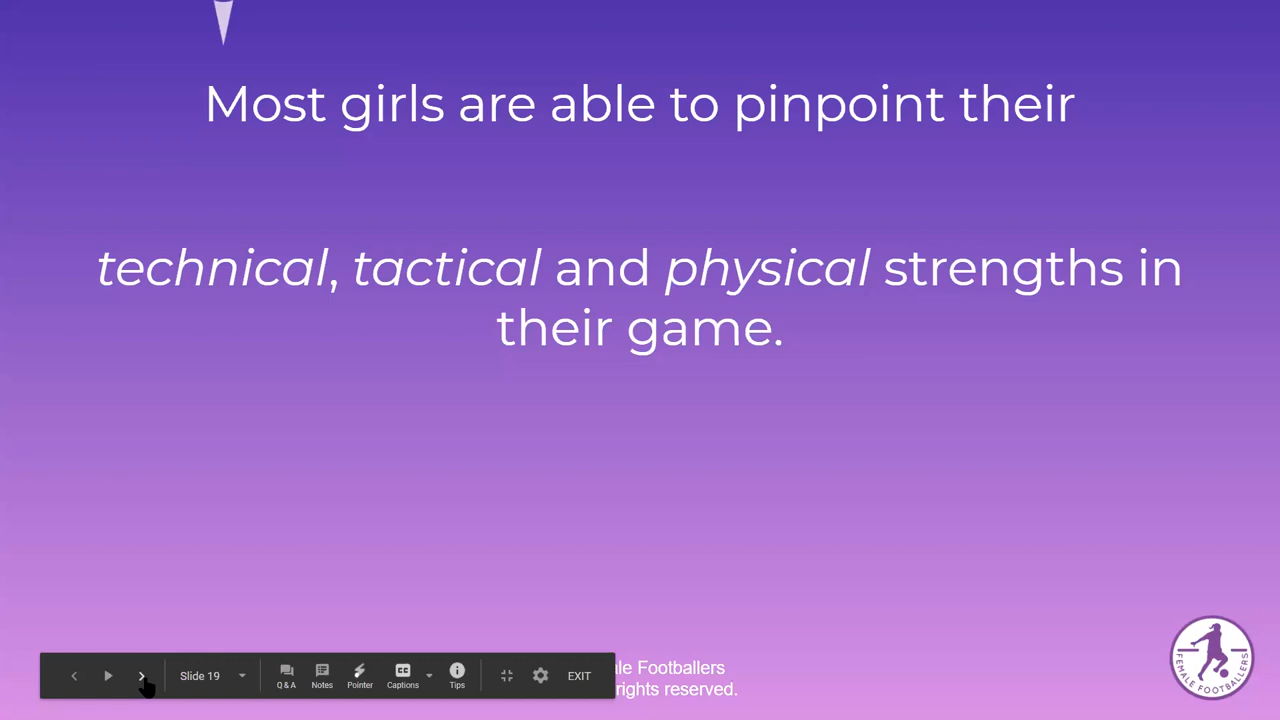 Most girls are able to pinpoint their
technical, tactical and physical strengths in
their game.
Slide 19
Q & A
Notes
Pointer
Captions
Tips
EXIT
Footballers
rights reserved.
FEMALE FOOTBALLERS